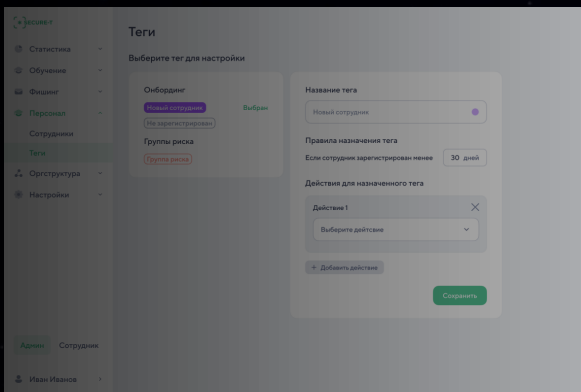 Secure+
Теги
Статистика
Обучение
Фишинг
Персонал
Сотрудники
Теги
Оргструктура
Настройки
Админ Сотрудник
Иван Иванов
Выберите тег для настройки
Онбординг
Новый сотрудник Выбран
Не зарегистрирован
Группы риска
Группа риска
Название тега
Новый сотрудник
Правила назначения тега
Если сотрудник зарегистрирован менее 30 дней
Действия для назначенного тега
Действие 1
Выберите дейтсвие
+ Добавить действие
Сохранить